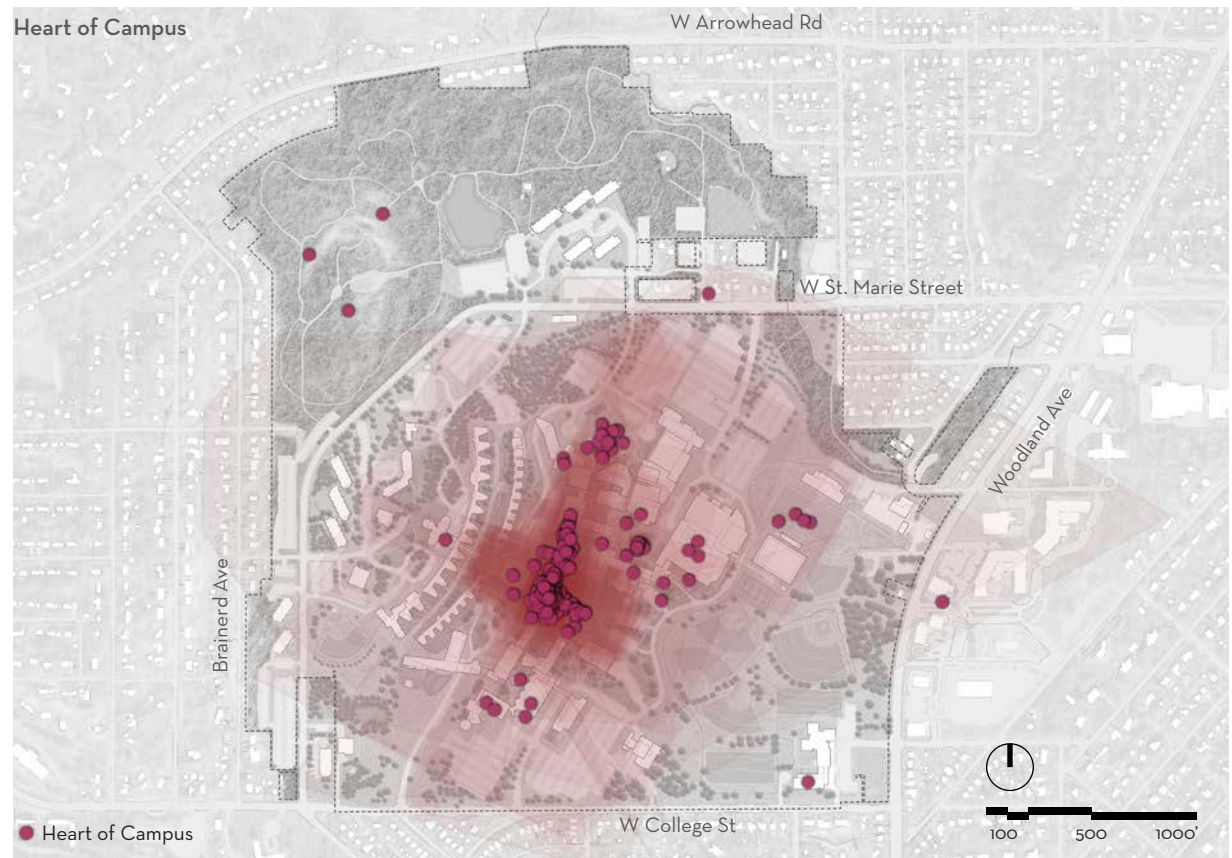 Heart of Campus
W Arrowhead Rd
W St. Marie Street
Woodland Ave
Brainerd Ave
Heart of Campus
W College St
100 500 1000'